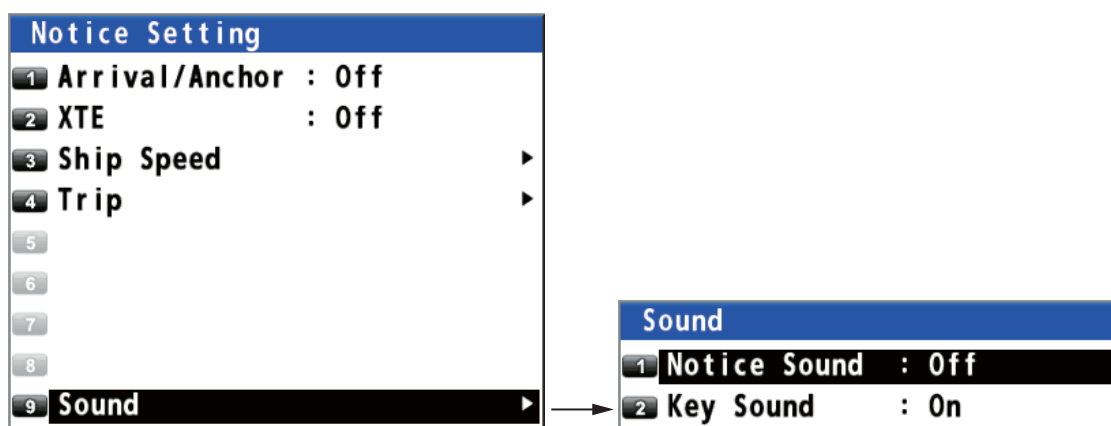 Notice Setting
1 Arrival/Anchor : Off
2 XTE : Off
3 Ship Speed
4 Trip
5
6
7
8
9 Sound
Sound
1 Notice Sound : Off
2 Key Sound : On